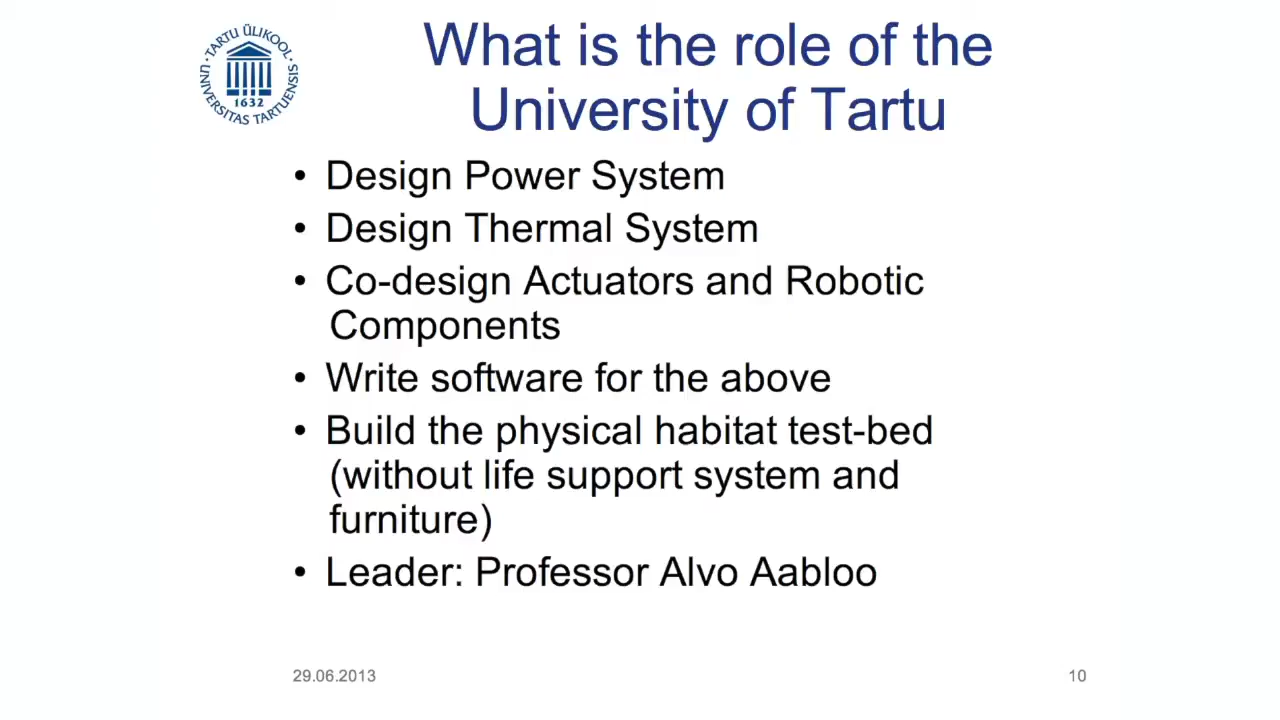 TARTU ÜLIKOOL
UNIVERSITAS TARTUENSIS
1632
What is the role of the
University of Tartu
• Design Power System
• Design Thermal System
• Co-design Actuators and Robotic
Components
• Write software for the above
• Build the physical habitat test-bed
(without life support system and
furniture)
• Leader: Professor Alvo Aabloo
29.06.2013
10